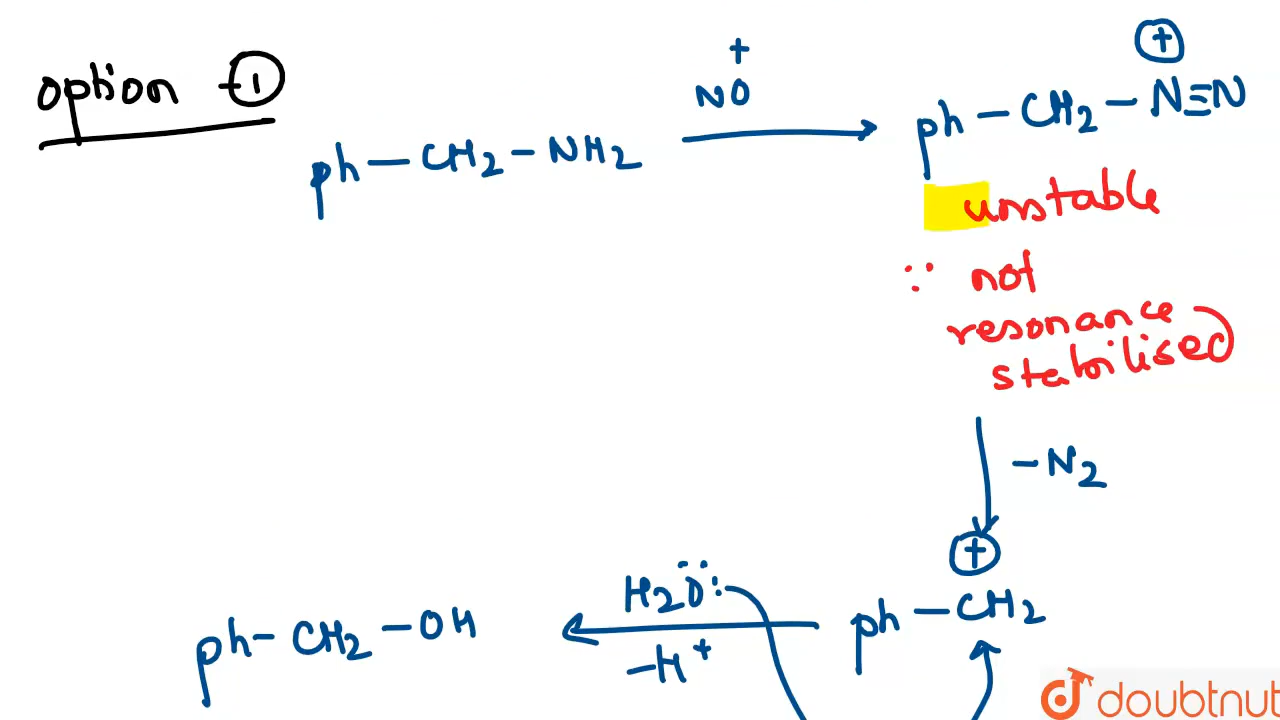 option -①
ph-CH2-NH2
NO+
ph-CH2-N≡N
⊕
unstable
∵ not
resonance
stabilised
-N2
⊕
ph-CH2
H2Ö:
-H+
ph-CH2-OH
doubtnut